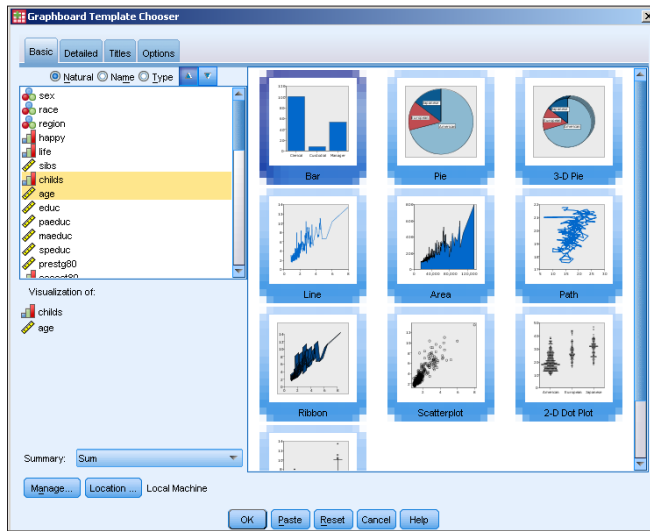 Graphboard Template Chooser
Basic Detailed Titles Options
Natural Name Type
sex
race
region
happy
life
sibs
childs
age
educ
paeduc
maeduc
speduc
prestg80
Visualization of:
childs
age
Summary: Sum
Manage... Location ... Local Machine
Bar Pie 3-D Pie
Line Area Path
Ribbon Scatterplot 2-D Dot Plot
OK Paste Reset Cancel Help